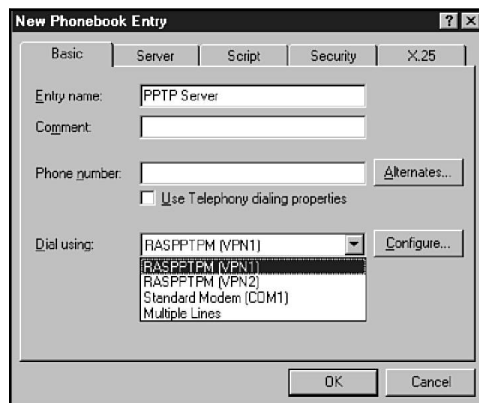 New Phonebook Entry
Basic Server Script Security X.25
Entry name: PPTP Server
Comment:
Phone number: Alternates...
Use Telephony dialing properties
Dial using: RASPPTPM (VPN1) Configure...
RASPPTPM (VPN1)
RASPPTPM (VPN2)
Standard Modem (COM1)
Multiple Lines
OK Cancel